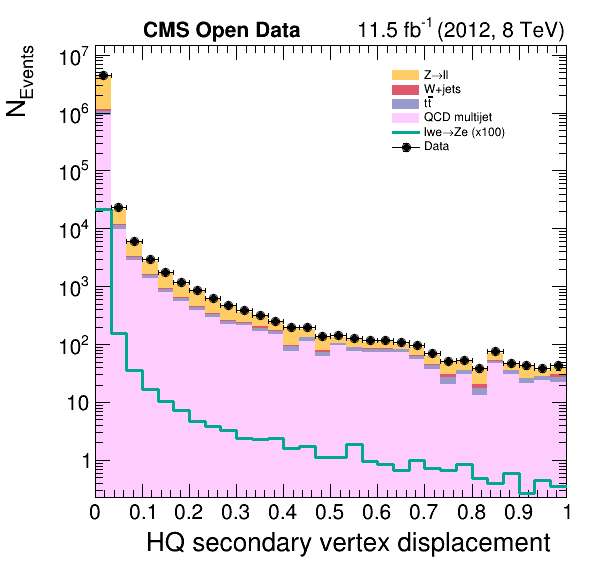 CMS Open Data 11.5 fb⁻¹ (2012, 8 TeV)
N_Events
10⁷
10⁶
10⁵
10⁴
10³
10²
10
1
Z→ll
W+jets
tt̅
QCD multijet
lwe→Ze (x100)
Data
0 0.1 0.2 0.3 0.4 0.5 0.6 0.7 0.8 0.9 1
HQ secondary vertex displacement